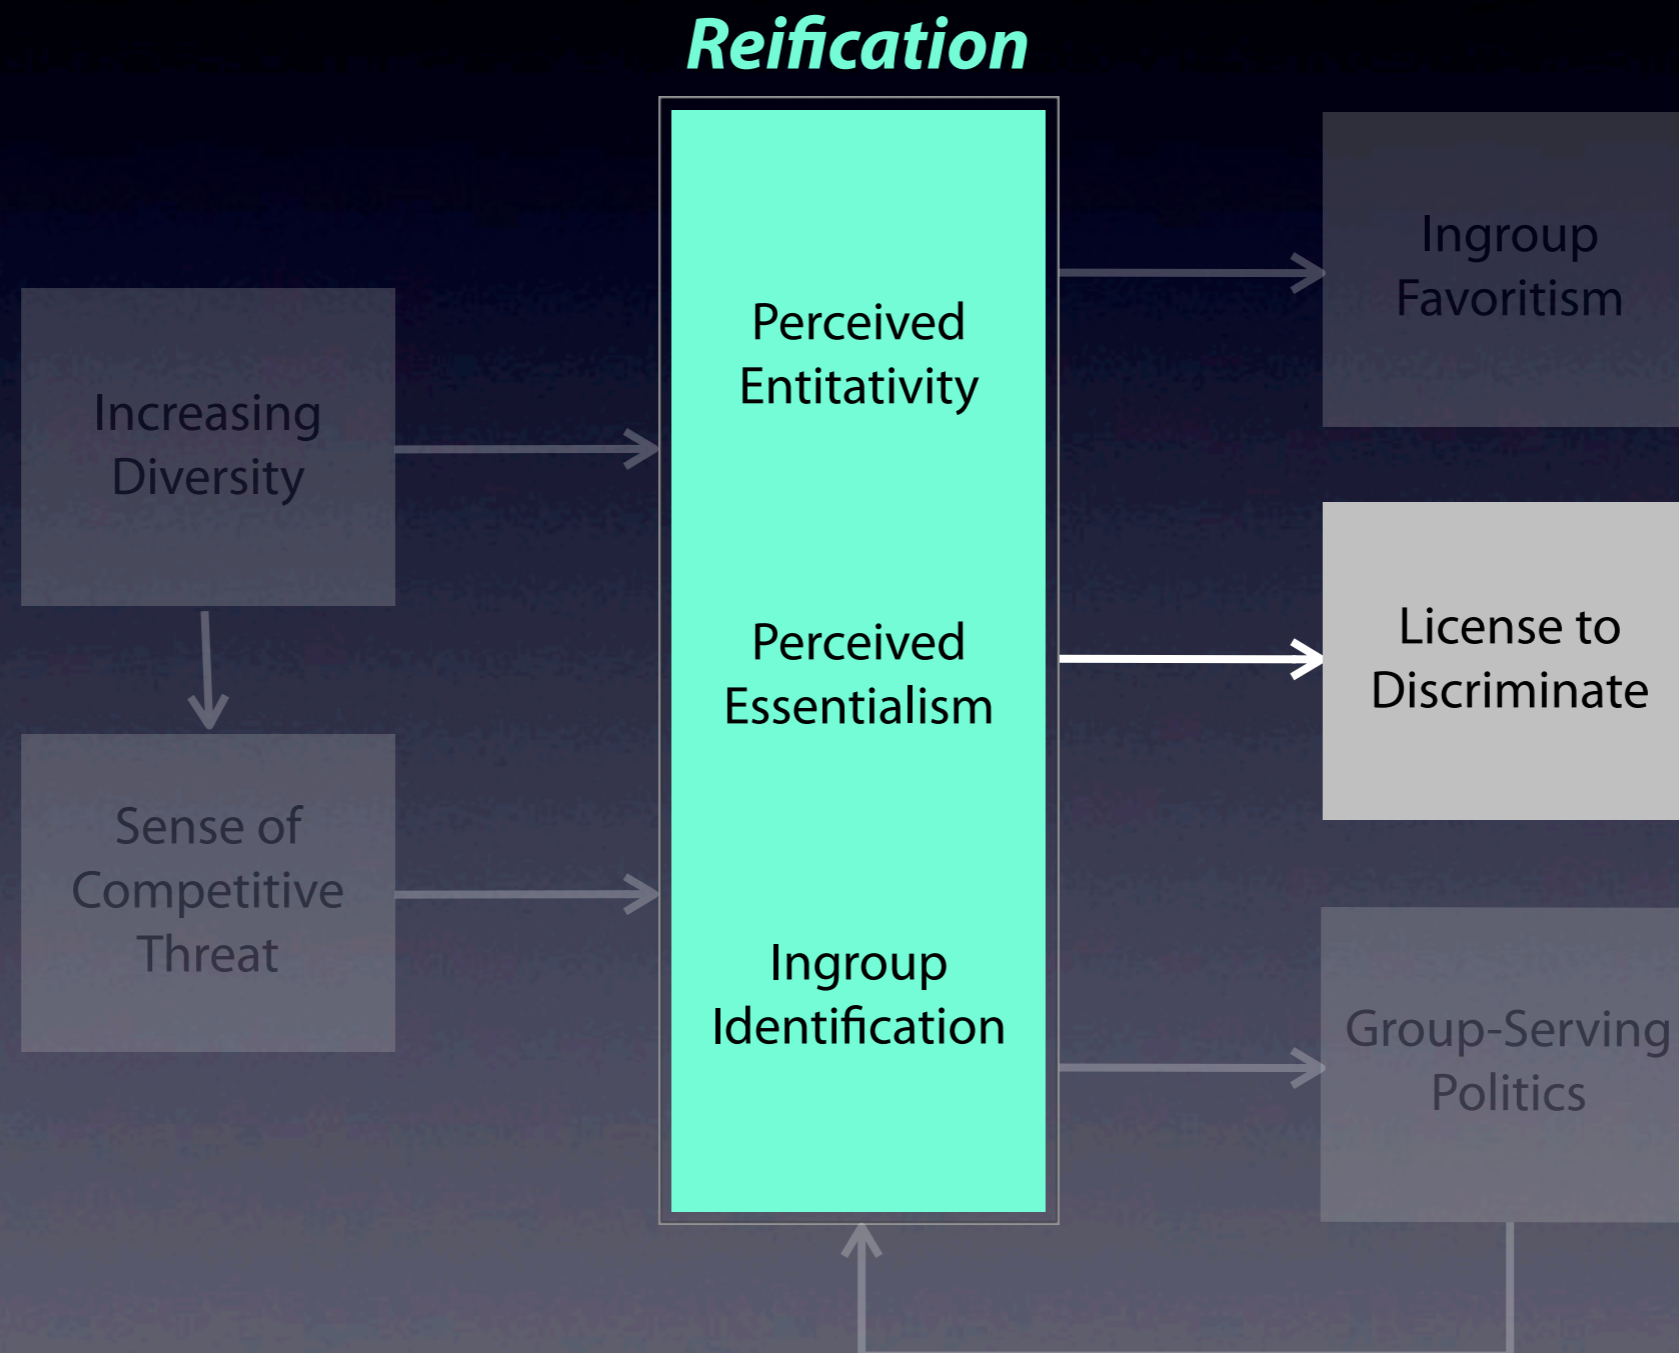 Reification
Increasing
Diversity
Sense of
Competitive
Threat
Perceived
Entitativity
Perceived
Essentialism
Ingroup
Identification
Ingroup
Favoritism
License to
Discriminate
Group-Serving
Politics